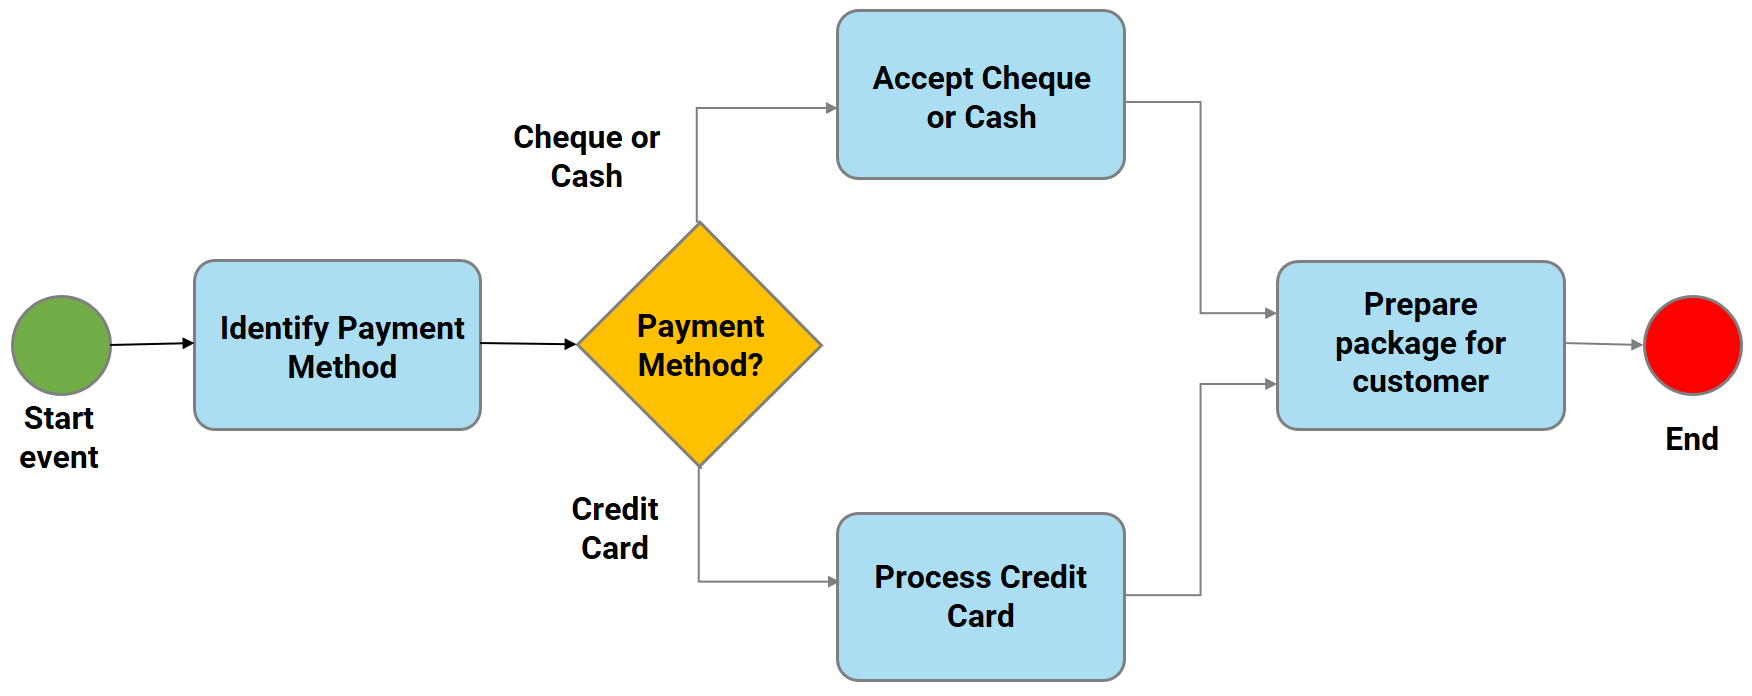 Start
event
Identify Payment
Method
Payment
Method?
Cheque or
Cash
Accept Cheque
or Cash
Credit
Card
Process Credit
Card
Prepare
package for
customer
End